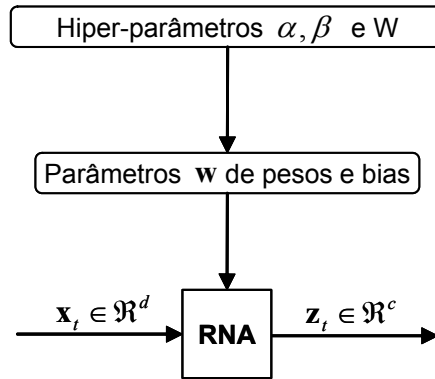 Hiper-parâmetros α, β e W
Parâmetros w de pesos e bias
x_t ∈ ℜ^d
RNA
z_t ∈ ℜ^c